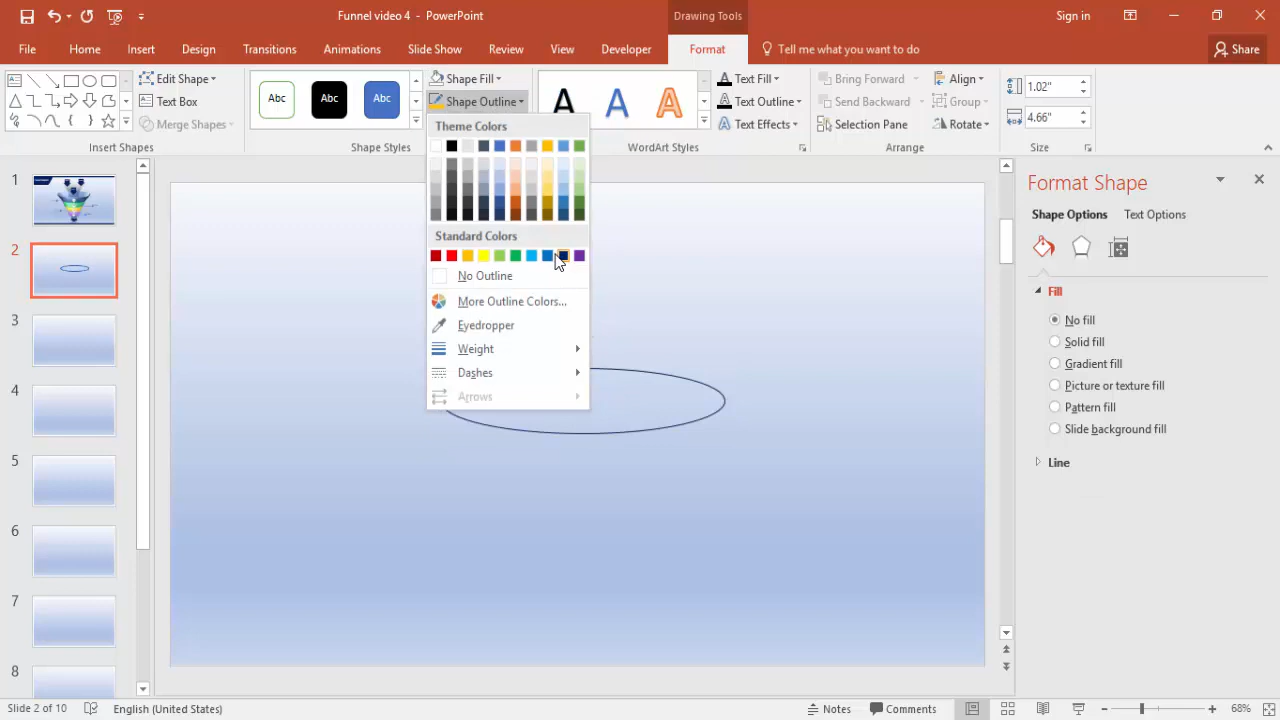 Funnel video 4 - PowerPoint
Drawing Tools
Sign in
File
Home
Insert
Design
Transitions
Animations
Slide Show
Review
View
Developer
Format
Tell me what you want to do
Share
Edit Shape
Text Box
Merge Shapes
Insert Shapes
Abc
Abc
Abc
Shape Styles
Shape Fill
Shape Outline
A
A
A
Text Fill
Text Outline
Text Effects
WordArt Styles
Bring Forward
Send Backward
Selection Pane
Align
Group
Rotate
Arrange
1.02"
4.66"
Size
Theme Colors
Standard Colors
No Outline
More Outline Colors...
Eyedropper
Weight
Dashes
Arrows
1
2
3
4
5
6
7
8
Format Shape
Shape Options
Text Options
Fill
No fill
Solid fill
Gradient fill
Picture or texture fill
Pattern fill
Slide background fill
Line
Slide 2 of 10
English (United States)
Notes
Comments
68%